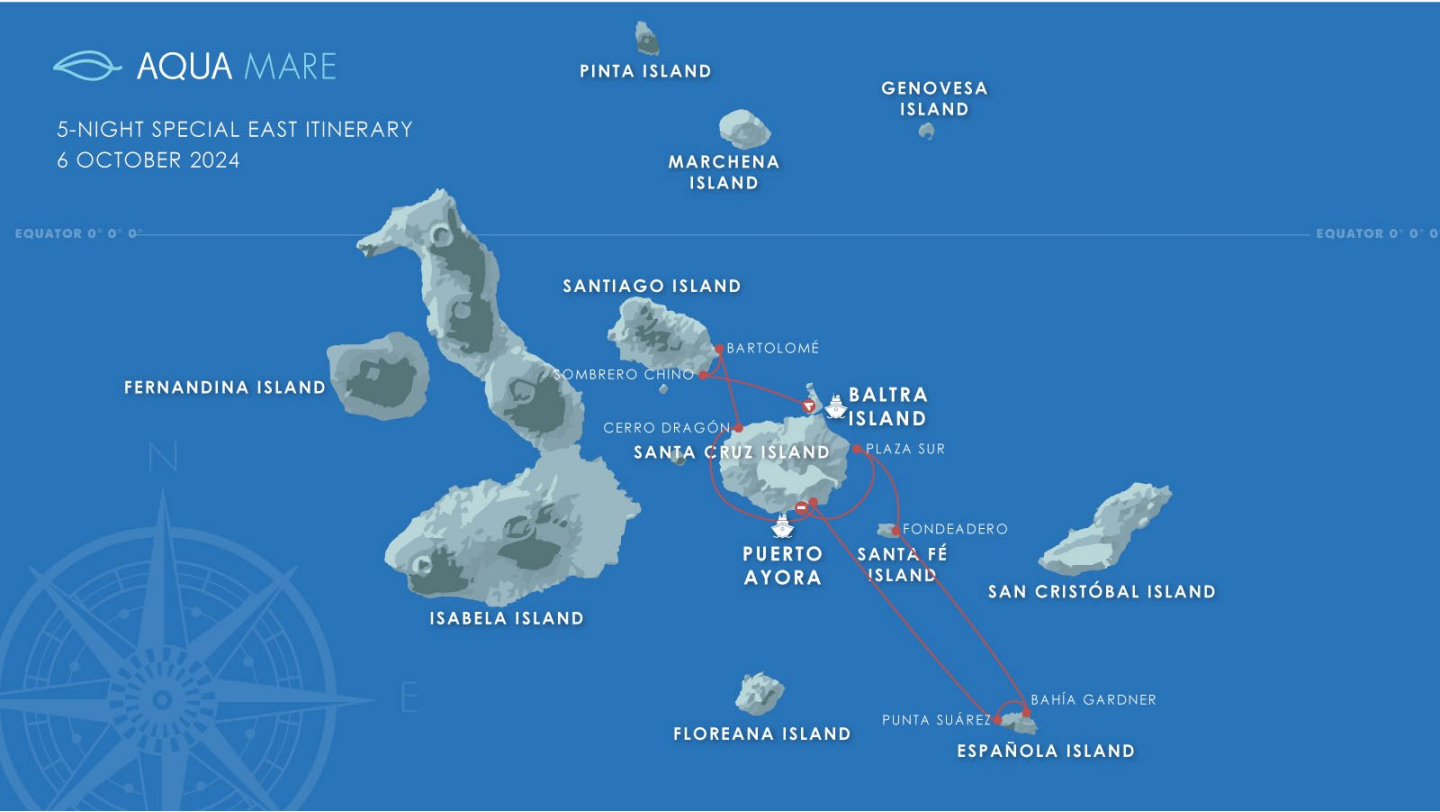 AQUA MARE
5-NIGHT SPECIAL EAST ITINERARY
6 OCTOBER 2024
PINTA ISLAND
GENOVESA
ISLAND
MARCHENA
ISLAND
EQUATOR 0° 0° 0°
EQUATOR 0° 0° 0
SANTIAGO ISLAND
BARTOLOMÉ
SOMBRERO CHINO
FERNANDINA ISLAND
BALTRA
ISLAND
CERRO DRAGÓN
SANTA CRUZ ISLAND
PLAZA SUR
N
FONDEADERO
PUERTO
AYORA
SANTA FÉ
ISLAND
SAN CRISTÓBAL ISLAND
ISABELA ISLAND
E
BAHÍA GARDNER
PUNTA SUÁREZ
FLOREANA ISLAND
ESPAÑOLA ISLAND